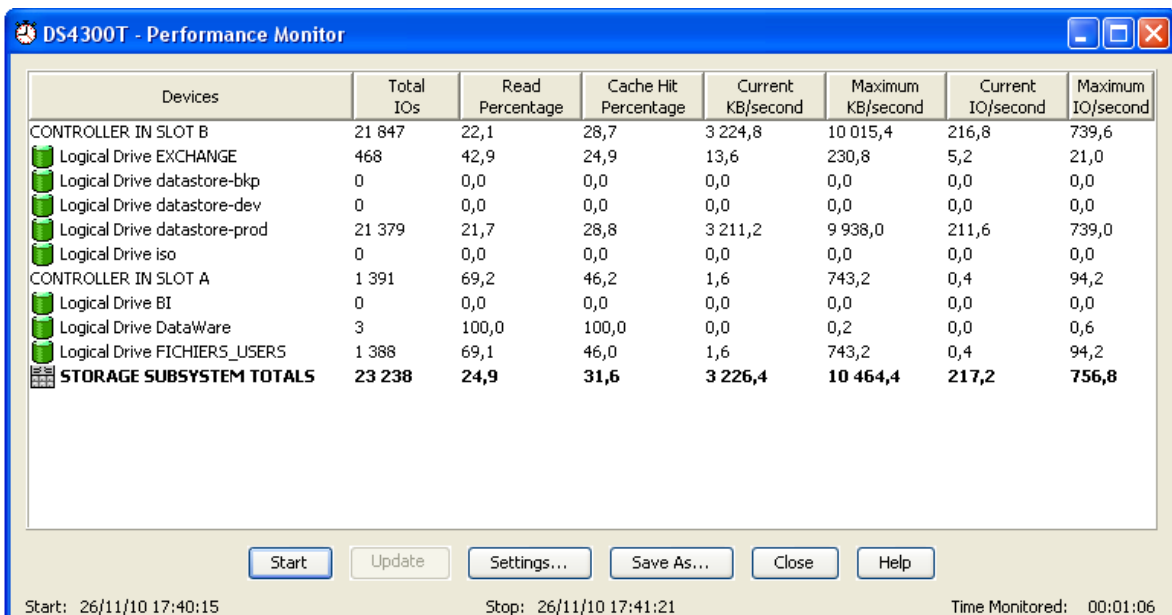 DS4300T - Performance Monitor
Devices Total IOs Read Percentage Cache Hit Percentage Current KB/second Maximum KB/second Current IO/second Maximum IO/second
CONTROLLER IN SLOT B 21 847 22,1 28,7 3 224,8 10 015,4 216,8 739,6
Logical Drive EXCHANGE 468 42,9 24,9 13,6 230,8 5,2 21,0
Logical Drive datastore-bkp 0 0,0 0,0 0,0 0,0 0,0 0,0
Logical Drive datastore-dev 0 0,0 0,0 0,0 0,0 0,0 0,0
Logical Drive datastore-prod 21 379 21,7 28,8 3 211,2 9 938,0 211,6 739,0
Logical Drive iso 0 0,0 0,0 0,0 0,0 0,0 0,0
CONTROLLER IN SLOT A 1 391 69,2 46,2 1,6 743,2 0,4 94,2
Logical Drive BI 0 0,0 0,0 0,0 0,0 0,0 0,0
Logical Drive DataWare 3 100,0 100,0 0,0 0,2 0,0 0,6
Logical Drive FICHIERS_USERS 1 388 69,1 46,0 1,6 743,2 0,4 94,2
STORAGE SUBSYSTEM TOTALS 23 238 24,9 31,6 3 226,4 10 464,4 217,2 756,8
Start Update Settings... Save As... Close Help
Start: 26/11/10 17:40:15 Stop: 26/11/10 17:41:21 Time Monitored: 00:01:06